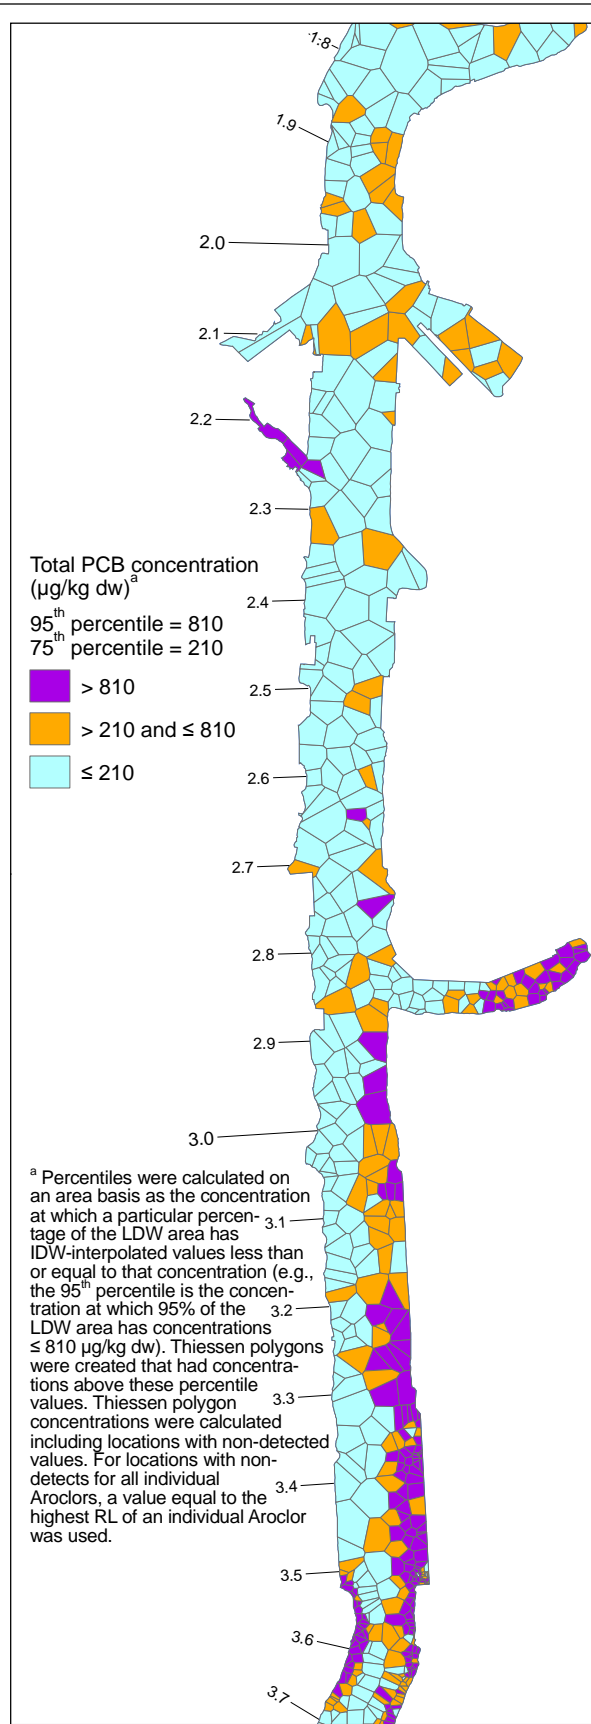 1.8
1.9
2.0
2.1
2.2
2.3
Total PCB concentration
(µg/kg dw)a
95th percentile = 810
75th percentile = 210
> 810
> 210 and ≤ 810
≤ 210
2.4
2.5
2.6
2.7
2.8
2.9
3.0
a Percentiles were calculated on
an area basis as the concentration
at which a particular percen-
tage of the LDW area has
IDW-interpolated values less than
or equal to that concentration (e.g.,
the 95th percentile is the concen-
tration at which 95% of the
LDW area has concentrations
≤ 810 µg/kg dw). Thiessen polygons
were created that had concentra-
tions above these percentile
values. Thiessen polygon
concentrations were calculated
including locations with non-detected
values. For locations with non-
detects for all individual
Aroclors, a value equal to the
highest RL of an individual Aroclor
was used.
3.1
3.2
3.3
3.4
3.5
3.6
3.7